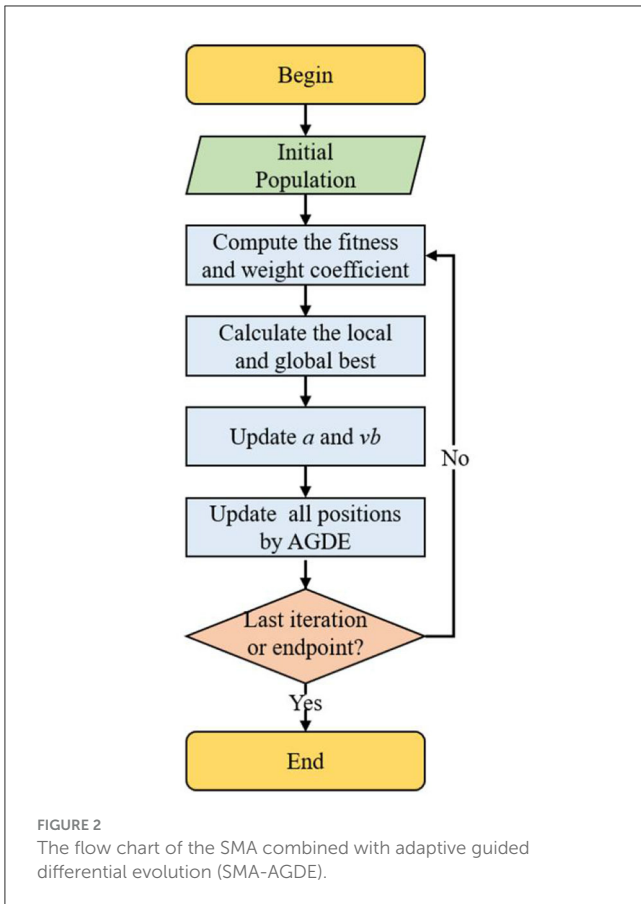 Begin
Initial
Population
Compute the fitness
and weight coefficient
Calculate the local
and global best
Update a and vb
No
Update all positions
by AGDE
Last iteration
or endpoint?
Yes
End
FIGURE 2
The flow chart of the SMA combined with adaptive guided
differential evolution (SMA-AGDE).